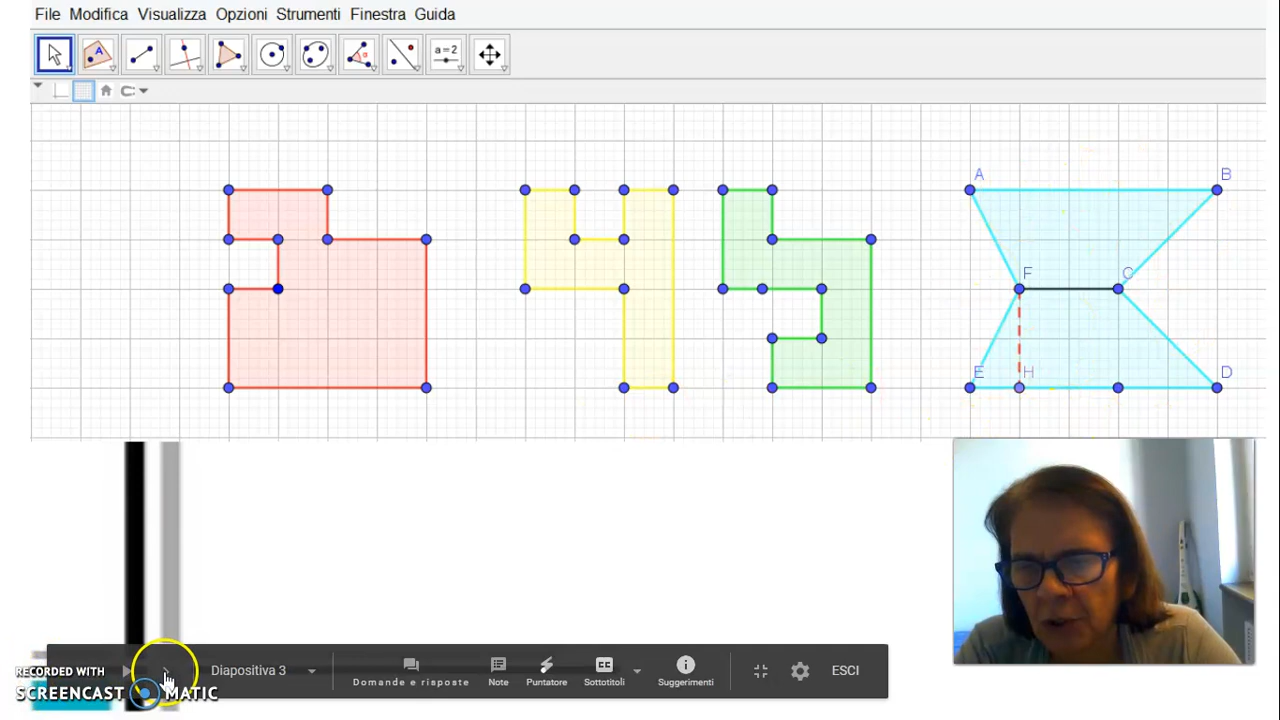 File Modifica Visualizza Opzioni Strumenti Finestra Guida
A
α
a=2
A
B
F
C
E
H
D
RECORDED WITH
SCREENCAST MATIC
Diapositiva 3
Domande e risposte
Note
Puntatore
Sottotitoli
Suggerimenti
ESCI